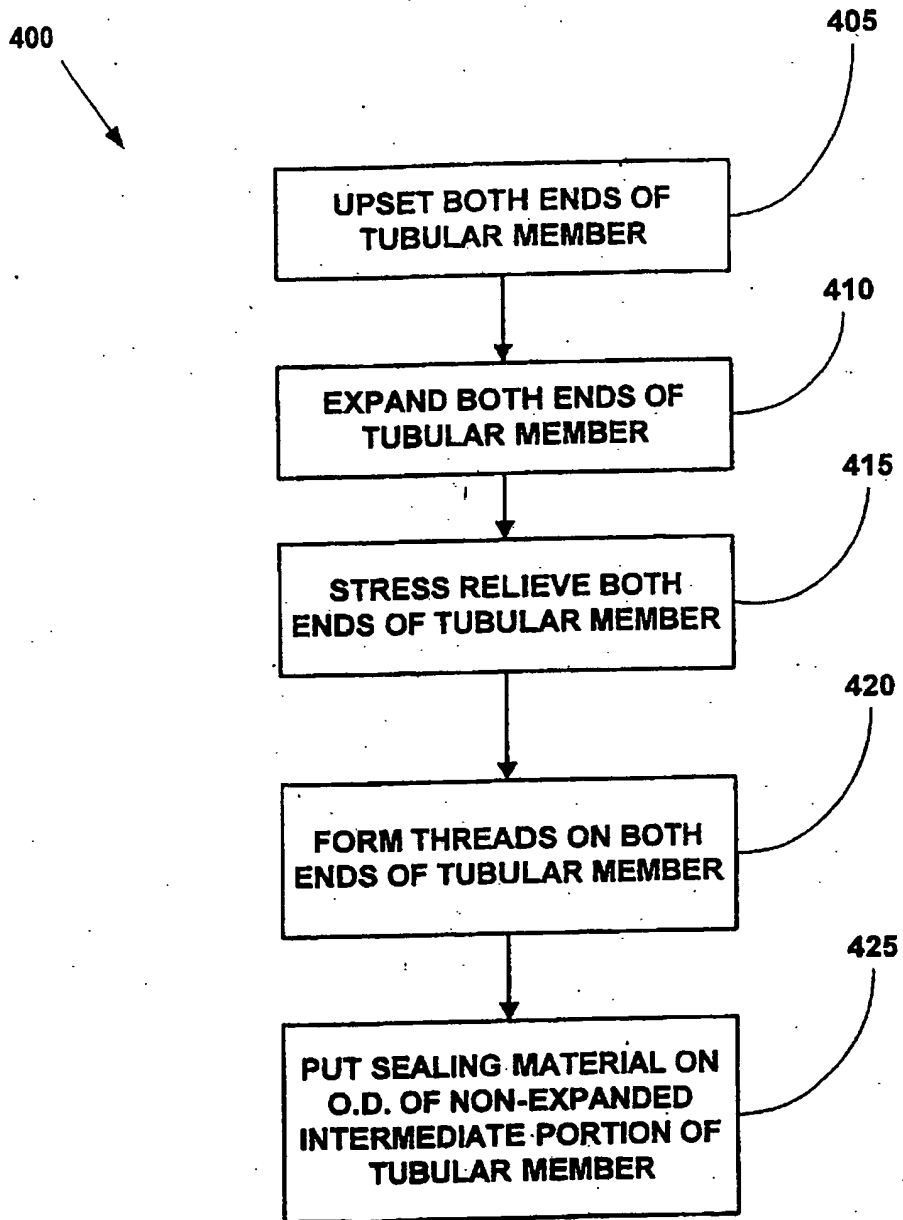 400
405
UPSET BOTH ENDS OF
TUBULAR MEMBER
410
EXPAND BOTH ENDS OF
TUBULAR MEMBER
415
STRESS RELIEVE BOTH
ENDS OF TUBULAR MEMBER
420
FORM THREADS ON BOTH
ENDS OF TUBULAR MEMBER
425
PUT SEALING MATERIAL ON
O.D. OF NON-EXPANDED
INTERMEDIATE PORTION OF
TUBULAR MEMBER